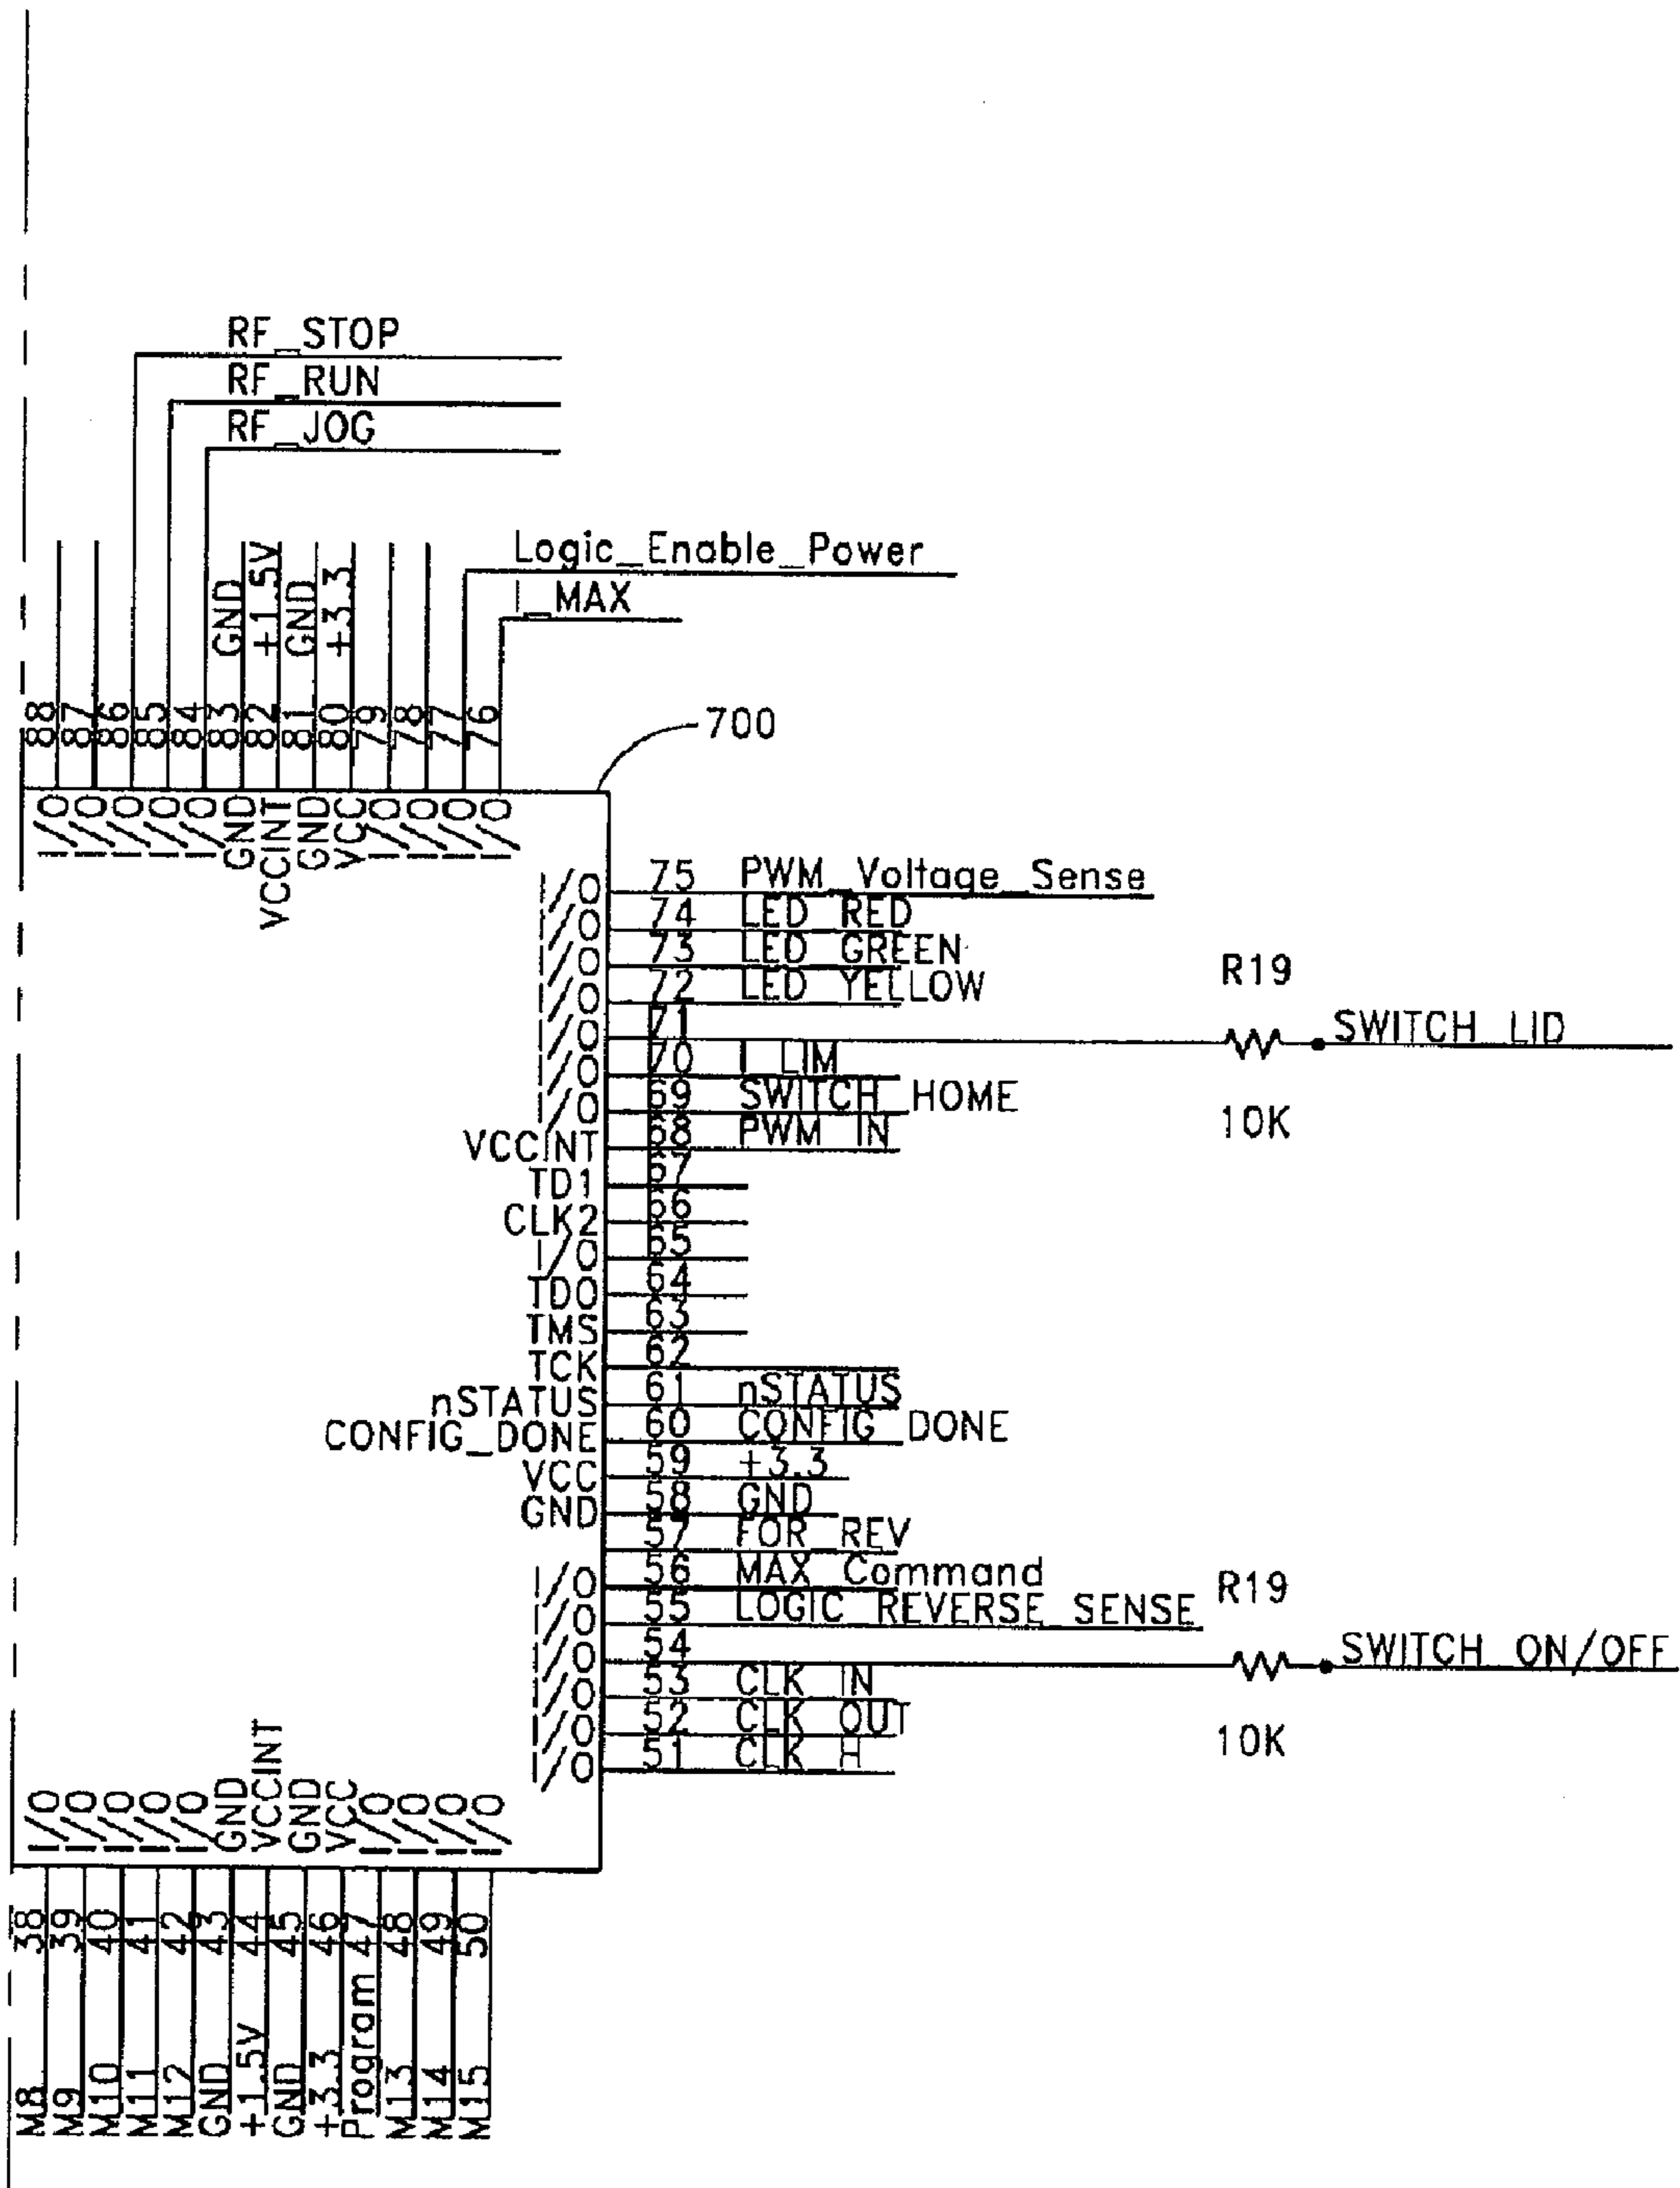 RF_STOP
RF_RUN
RF_JOG
Logic_Enable_Power
I_MAX
GND
+1.5V
GND
+3.3
88
87
86
85
84
83
82
81
80
79
78
77
76
700
I/O
I/O
I/O
I/O
I/O
GND
VCCINT
GND
VCC
I/O
I/O
I/O
I/O
I/O 75 PWM_Voltage_Sense
I/O 74 LED_RED
I/O 73 LED_GREEN
I/O 72 LED_YELLOW
R19
I/O 71 SWITCH_LID
I/O 70 I_LIM
I/O 69 SWITCH_HOME
10K
VCCINT 68 PWM_IN
TD1 67
CLK2 66
I/O 65
TDO 64
TMS 63
TCK 62
nSTATUS 61 nSTATUS
CONFIG_DONE 60 CONFIG_DONE
VCC 59 +3.3
GND 58 GND
57 FOR_REV
I/O 56 MAX_Command
R19
I/O 55 LOGIC_REVERSE_SENSE
I/O 54 SWITCH_ON/OFF
I/O 53 CLK_IN
I/O 52 CLK_OUT
10K
I/O 51 CLK_H
I/O
I/O
I/O
I/O
I/O
GND
VCCINT
GND
VCC
I/O
I/O
I/O
I/O
M8 38
M9 39
M10 40
M11 41
M12 42
GND 43
+1.5V 44
GND 45
+3.3 46
Program 47
M13 48
M14 49
M15 50